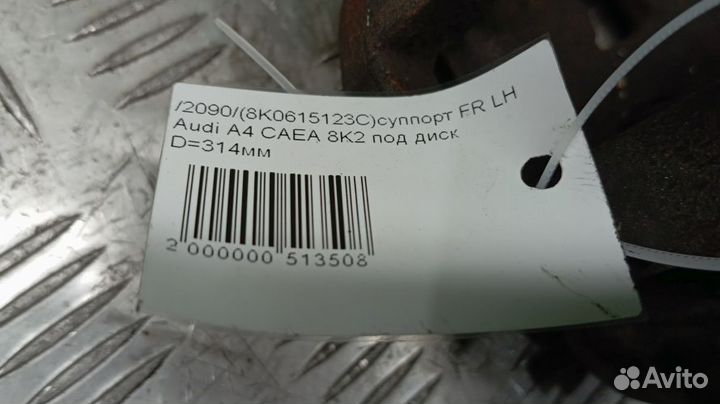 /2090/(8K0615123C)суппорт FR LH
Audi A4 CAEA 8K2 под диск
D=314мм
2 000000 513508
Avito